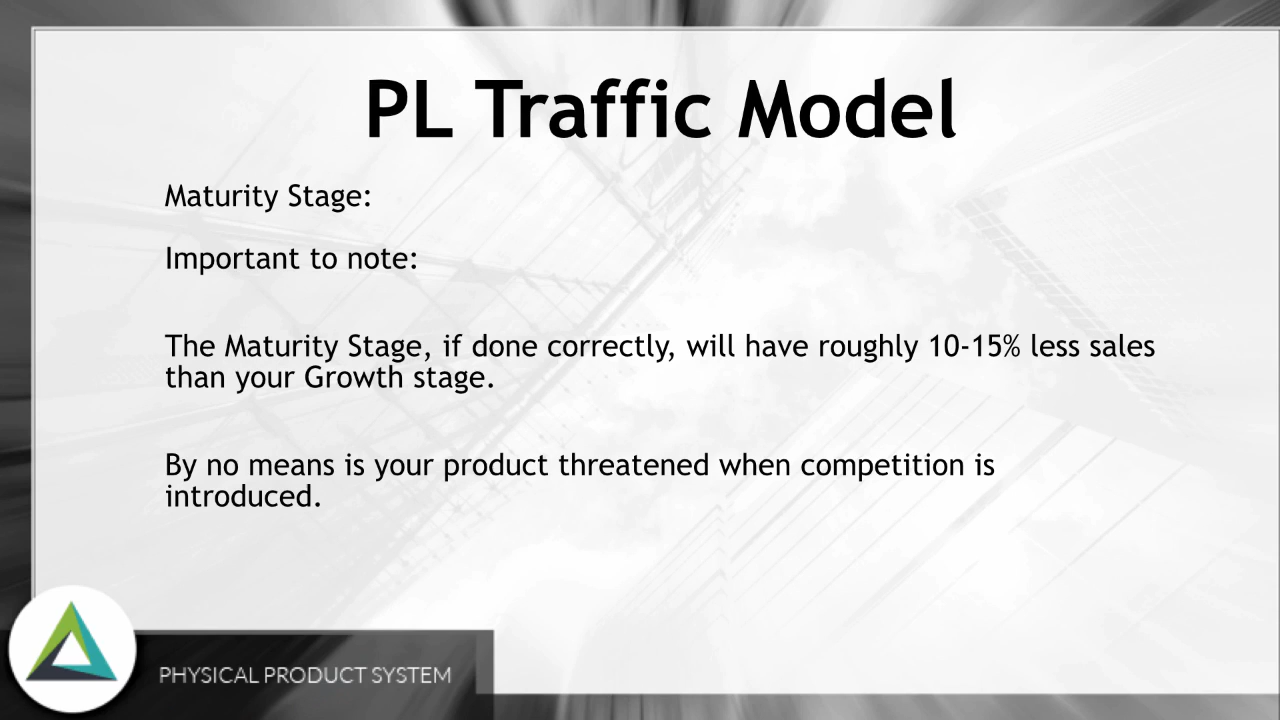 PL Traffic Model
Maturity Stage:
Important to note:
The Maturity Stage, if done correctly, will have roughly 10-15% less sales
than your Growth stage.
By no means is your product threatened when competition is
introduced.
PHYSICAL PRODUCT SYSTEM